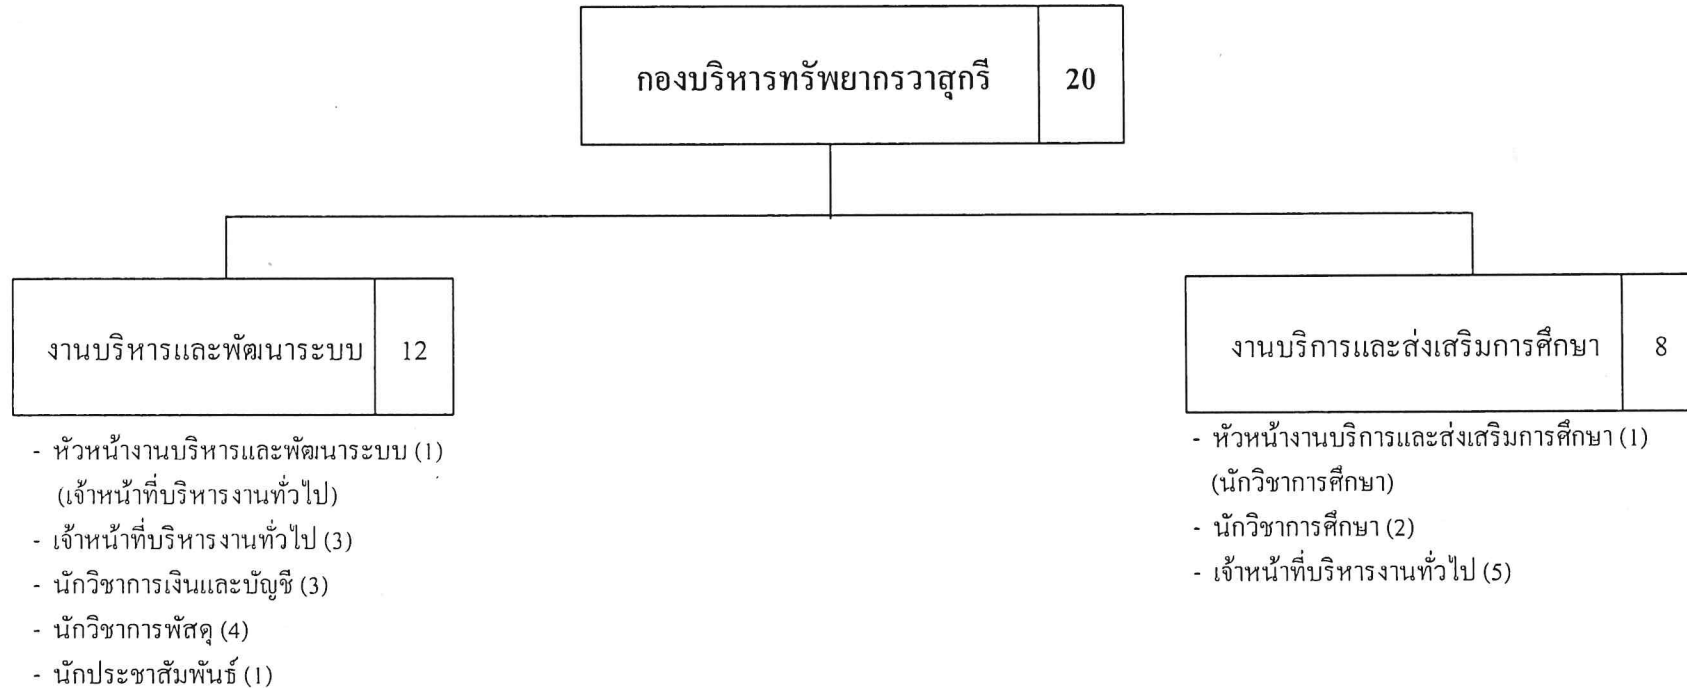 กองบริหารทรัพยากรวาสุกรี 20
งานบริหารและพัฒนาระบบ 12
- หัวหน้างานบริหารและพัฒนาระบบ (1)
(เจ้าหน้าที่บริหารงานทั่วไป)
- เจ้าหน้าที่บริหารงานทั่วไป (3)
- นักวิชาการเงินและบัญชี (3)
- นักวิชาการพัสดุ (4)
- นักประชาสัมพันธ์ (1)
งานบริการและส่งเสริมการศึกษา 8
- หัวหน้างานบริการและส่งเสริมการศึกษา (1)
(นักวิชาการศึกษา)
- นักวิชาการศึกษา (2)
- เจ้าหน้าที่บริหารงานทั่วไป (5)